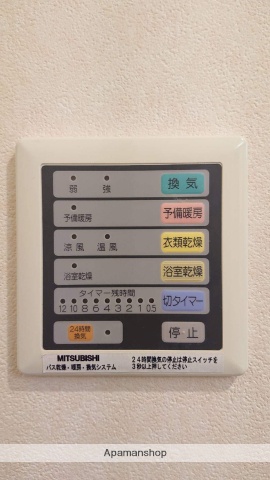 弱 強 換気
予備暖房 予備暖房
涼風 温風 衣類乾燥
浴室乾燥 浴室乾燥
タイマー残時間
12 10 8 6 4 3 2 1 0.5 切タイマー
24時間
換気 停止
MITSUBISHI
バス乾燥・暖房・換気システム
24時間換気の停止は停止スイッチを
3秒以上押してください
Apamanshop